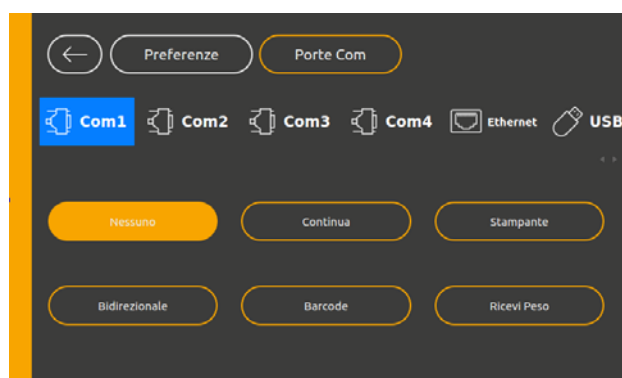 Preferenze Porte Com
Com1 Com2 Com3 Com4 Ethernet USB
Nessuno Continua Stampante
Bidirezionale Barcode Ricevi Peso